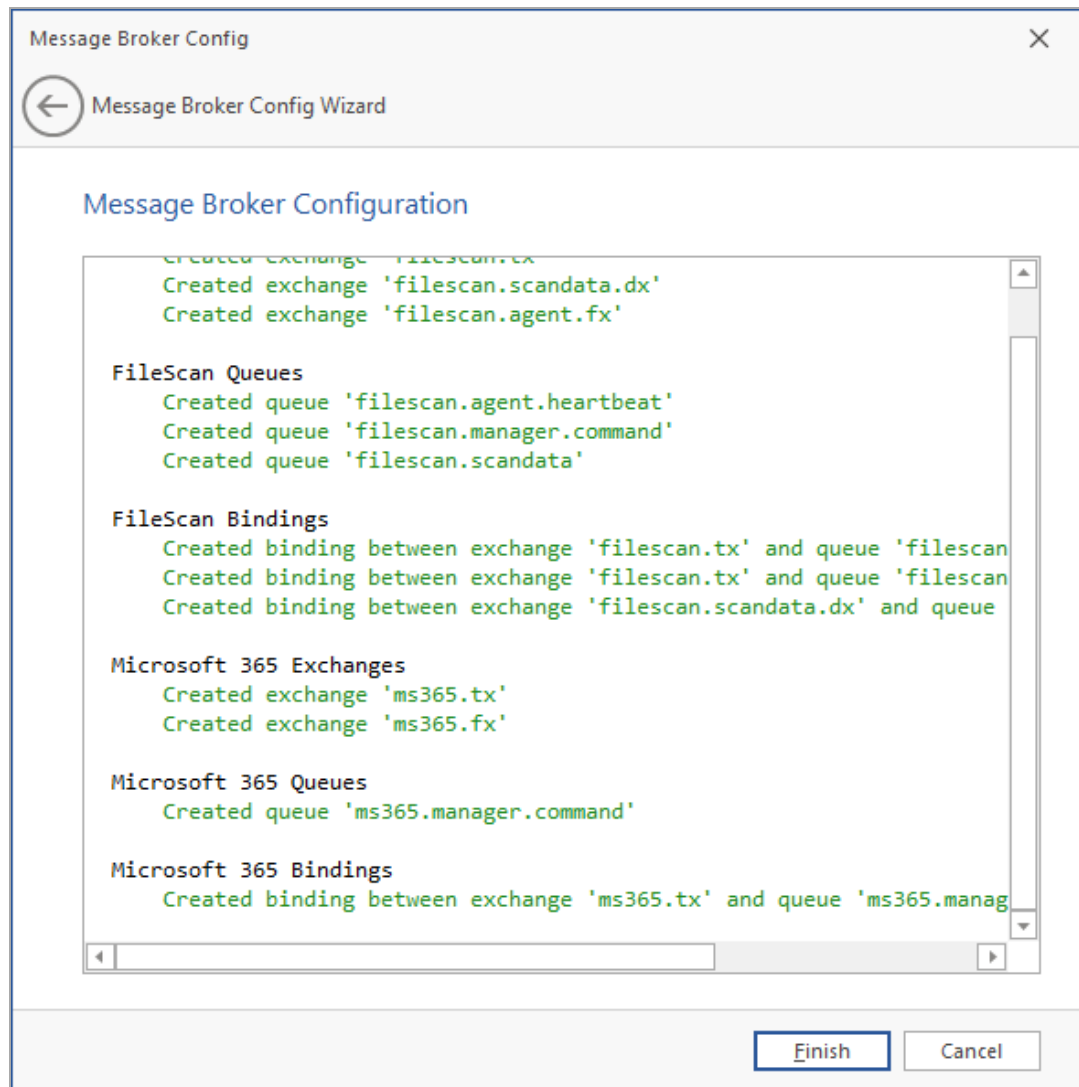 Message Broker Config
Message Broker Config Wizard
Message Broker Configuration
Created exchange 'filescan.tx'
Created exchange 'filescan.scandata.dx'
Created exchange 'filescan.agent.fx'
FileScan Queues
Created queue 'filescan.agent.heartbeat'
Created queue 'filescan.manager.command'
Created queue 'filescan.scandata'
FileScan Bindings
Created binding between exchange 'filescan.tx' and queue 'filescan
Created binding between exchange 'filescan.tx' and queue 'filescan
Created binding between exchange 'filescan.scandata.dx' and queue
Microsoft 365 Exchanges
Created exchange 'ms365.tx'
Created exchange 'ms365.fx'
Microsoft 365 Queues
Created queue 'ms365.manager.command'
Microsoft 365 Bindings
Created binding between exchange 'ms365.tx' and queue 'ms365.manag
Finish
Cancel